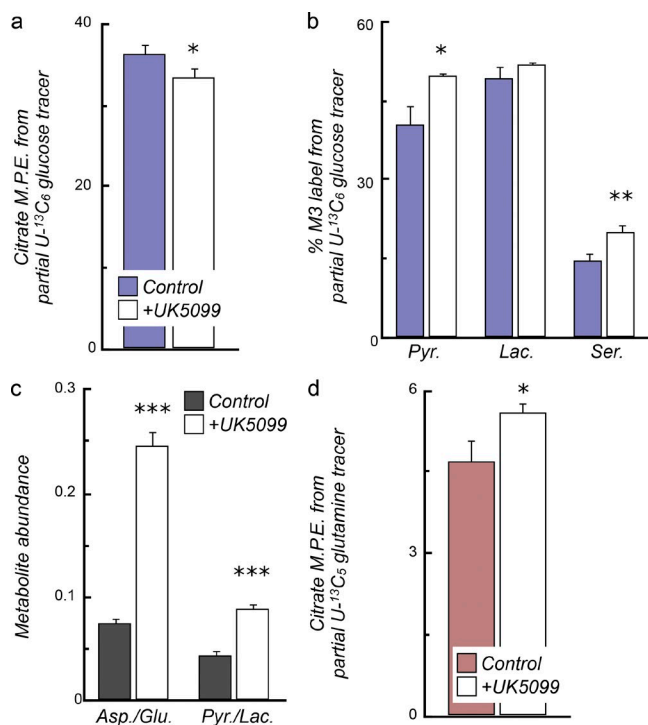 a
Citrate M.P.E. from
partial U-¹³C₆ glucose tracer
40
20
0
*
Control
+UK5099
b
% M3 label from
partial U-¹³C₆ glucose tracer
60
30
0
*
**
Pyr.
Lac.
Ser.
c
Metabolite abundance
0.3
0.2
0.1
0
Control
+UK5099
***
***
Asp./Glu.
Pyr./Lac.
d
Citrate M.P.E. from
partial U-¹³C₅ glutamine tracer
6
3
0
*
Control
+UK5099